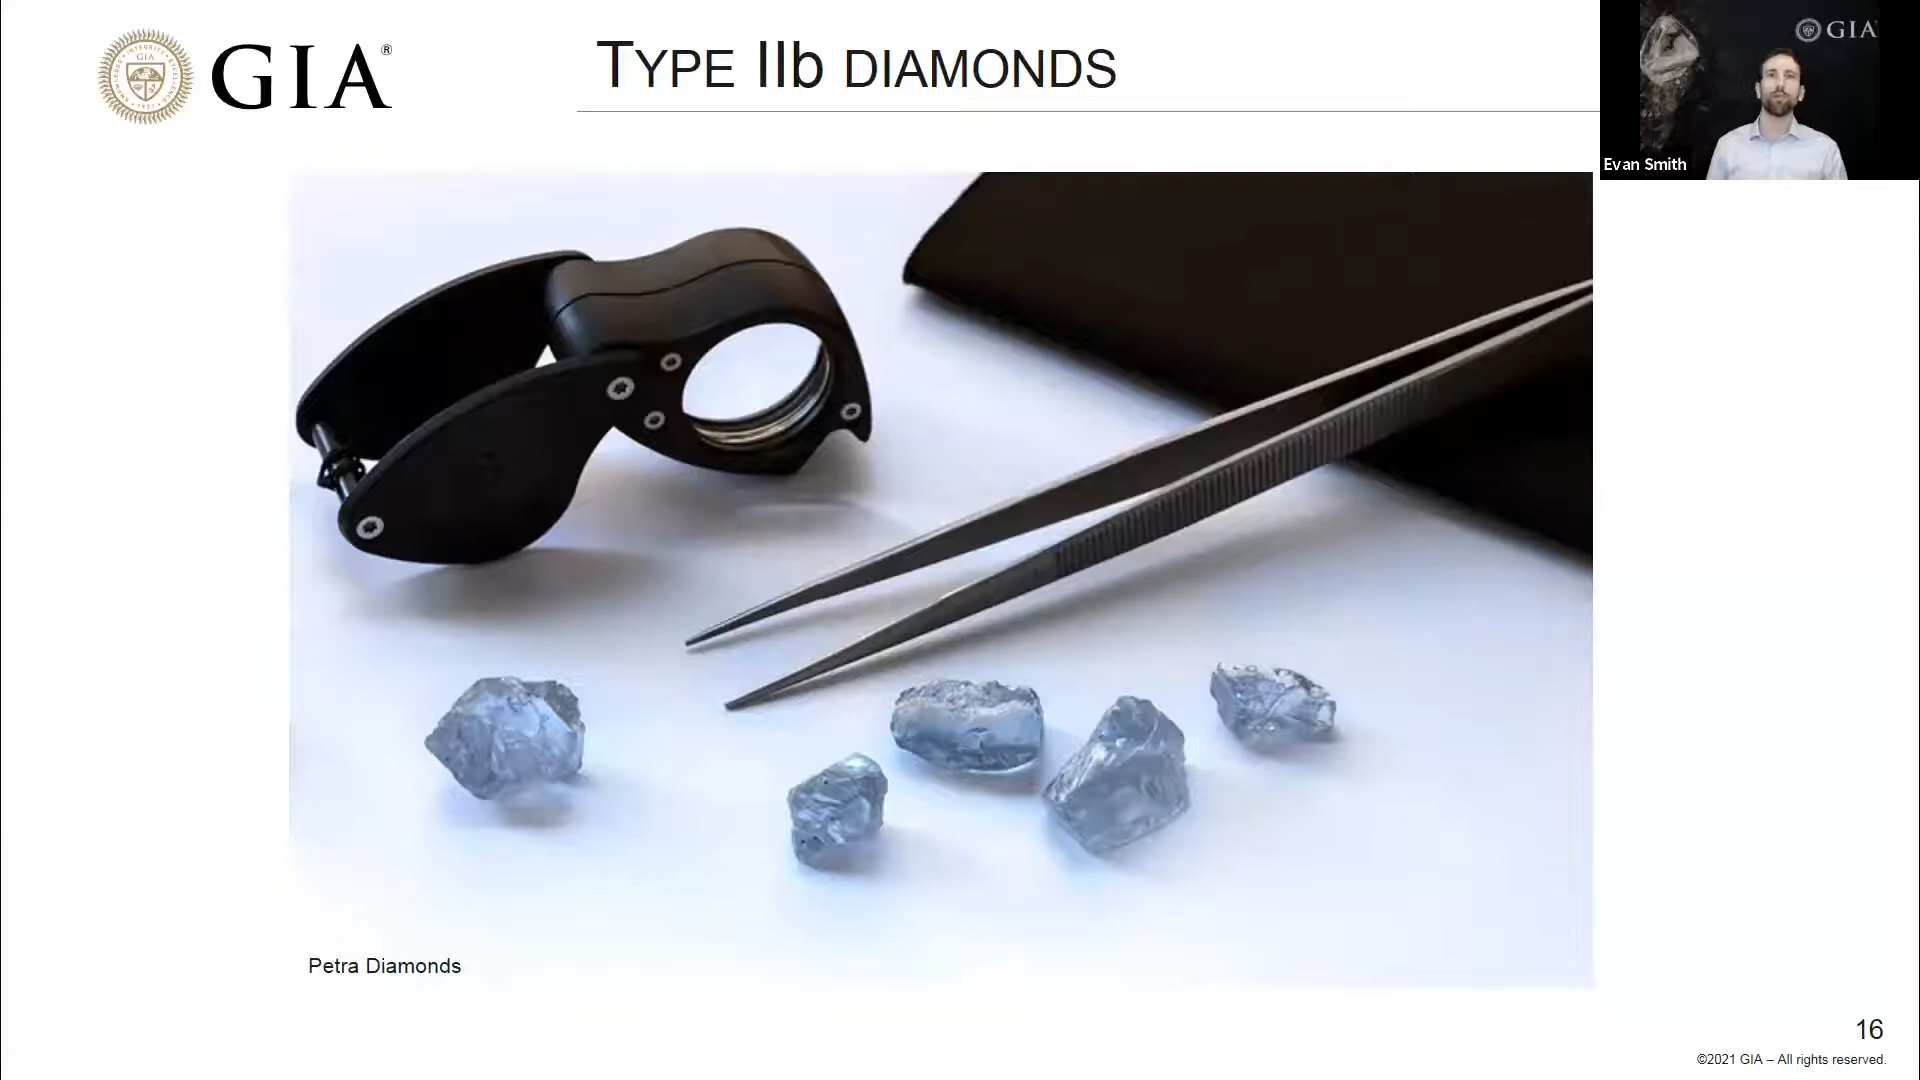 GIA®
TYPE IIb DIAMONDS
GIA
Evan Smith
Petra Diamonds
16
©2021 GIA – All rights reserved.